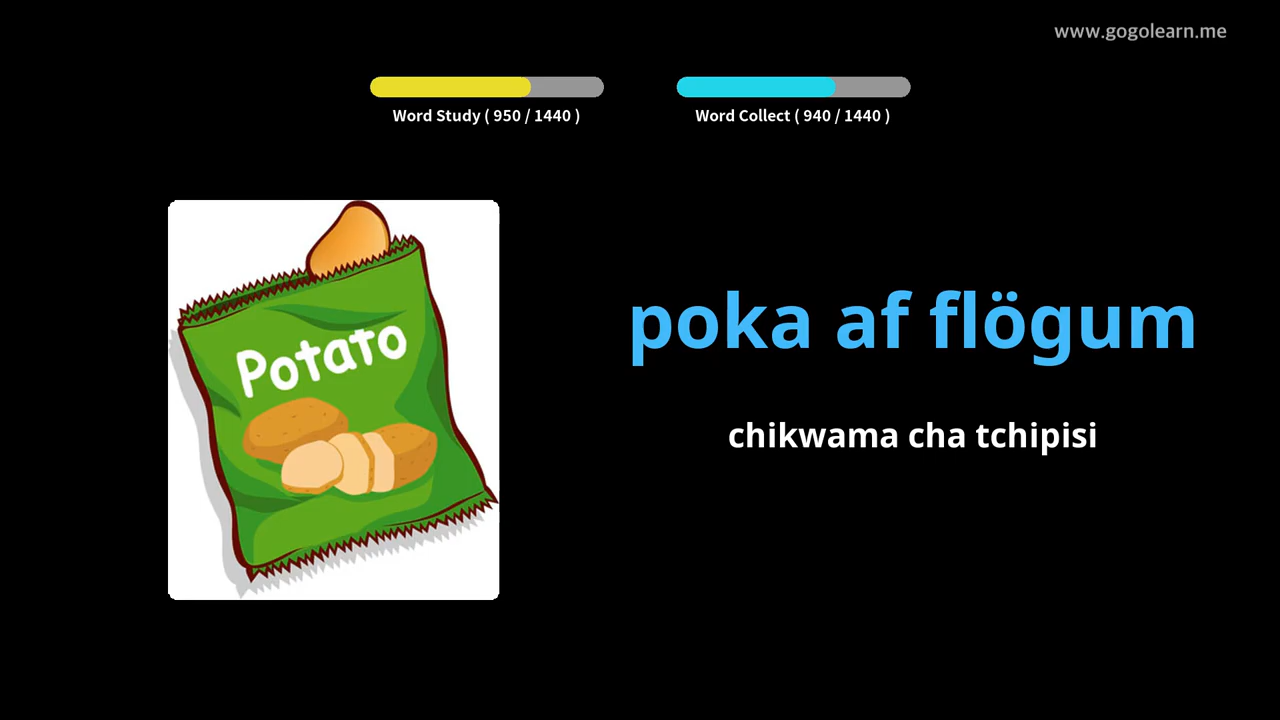 www.gogolearn.me
Word Study ( 950 / 1440 )
Word Collect ( 940 / 1440 )
Potato
poka af flögum
chikwama cha tchipisi